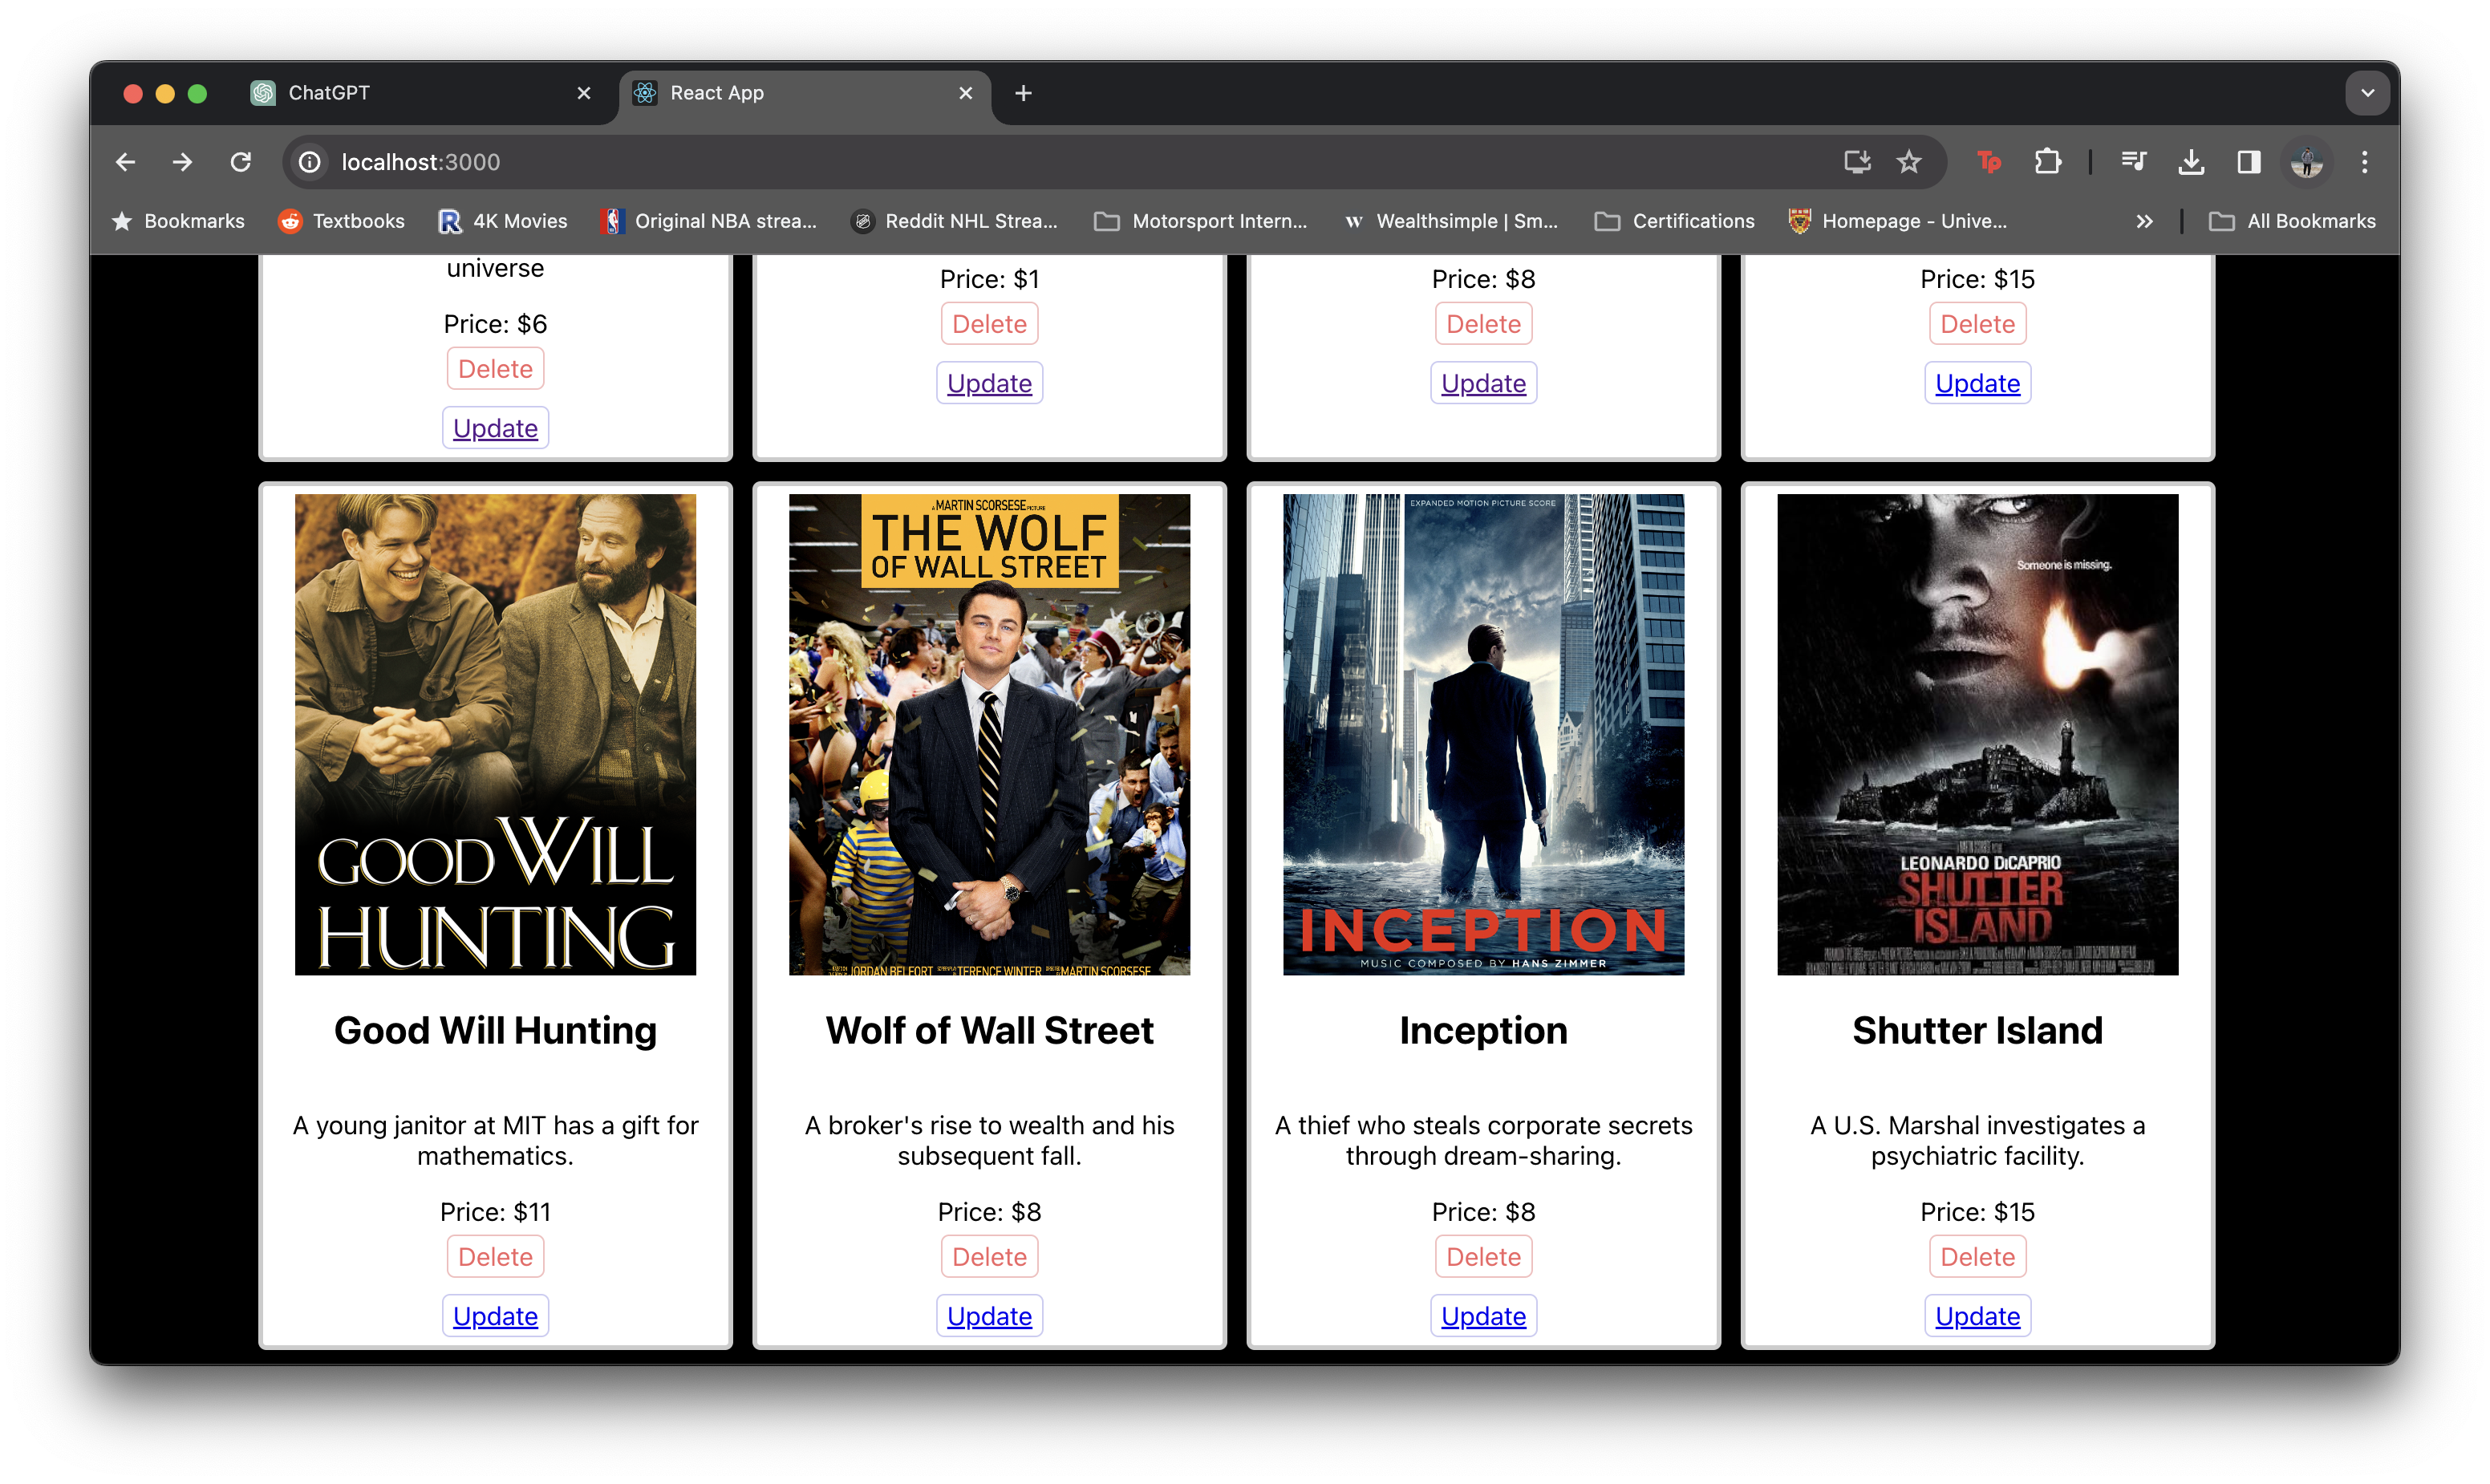 ChatGPT
React App
localhost:3000
Bookmarks
Textbooks
4K Movies
Original NBA strea...
Reddit NHL Strea...
Motorsport Intern...
W Wealthsimple | Sm...
Certifications
Homepage - Unive...
All Bookmarks
Tp
universe
Price: $6
Delete
Update
Price: $1
Delete
Update
Price: $8
Delete
Update
Price: $15
Delete
Update
GOOD WILL
HUNTING
Good Will Hunting
A young janitor at MIT has a gift for
mathematics.
Price: $11
Delete
Update
A MARTIN SCORSESE PICTURE
THE WOLF
OF WALL STREET
JORDAN BELFORT TERENCE WINTER MARTIN SCORSESE
Wolf of Wall Street
A broker's rise to wealth and his
subsequent fall.
Price: $8
Delete
Update
EXPANDED MOTION PICTURE SCORE
INCEPTION
MUSIC COMPOSED BY HANS ZIMMER
Inception
A thief who steals corporate secrets
through dream-sharing.
Price: $8
Delete
Update
Someone is missing.
LEONARDO DiCAPRIO
SHUTTER
ISLAND
Shutter Island
A U.S. Marshal investigates a
psychiatric facility.
Price: $15
Delete
Update